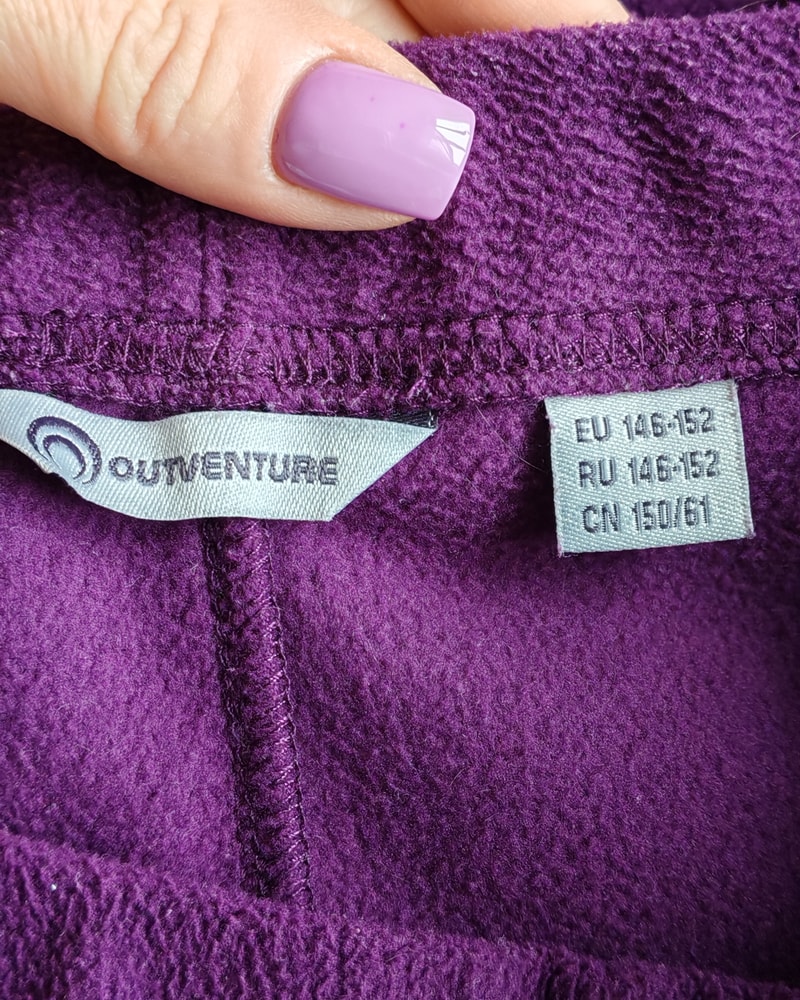 OUTVENTURE
EU 146-152
RU 146-152
CN 150/61